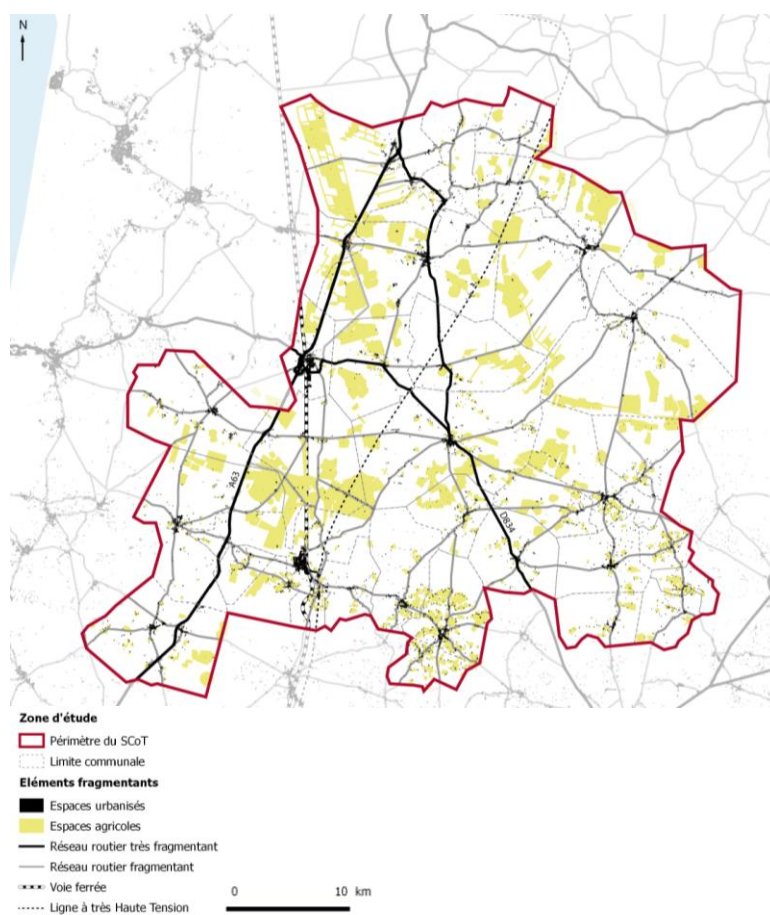 N
A63
D834
Zone d'étude
Périmètre du SCoT
Limite communale
Eléments fragmentants
Espaces urbanisés
Espaces agricoles
Réseau routier très fragmentant
Réseau routier fragmentant
Voie ferrée
Ligne à très Haute Tension
0 10 km